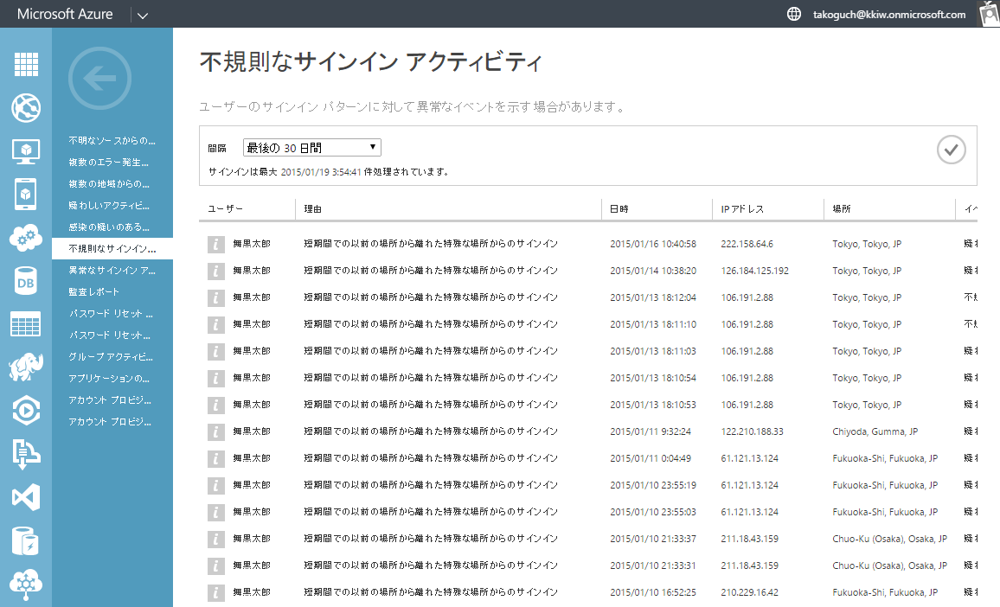 Microsoft Azure
takoguch@kkiw.onmicrosoft.com
不明なソースからの...
複数のエラー発生...
複数の地域からの...
疑わしいアクティビ...
感染の疑いのある...
不規則なサインイン...
異常なサインイン ア...
監査レポート
パスワード リセット ...
パスワード リセット...
グループ アクティビ...
アプリケーションの...
アカウント プロビジ...
アカウント プロビジ...
DB
不規則なサインイン アクティビティ
ユーザーのサインイン パターンに対して異常なイベントを示す場合があります。
間隔 最後の 30 日間
サインインは最大 2015/01/19 3:54:41 件処理されています。
ユーザー 理由 日時 IP アドレス 場所 イベ
舞黒太郎 短期間での以前の場所から離れた特殊な場所からのサインイン 2015/01/16 10:40:58 222.158.64.6 Tokyo, Tokyo, JP 疑わ
舞黒太郎 短期間での以前の場所から離れた特殊な場所からのサインイン 2015/01/14 10:38:20 126.184.125.192 Tokyo, Tokyo, JP 疑わ
舞黒太郎 短期間での以前の場所から離れた特殊な場所からのサインイン 2015/01/13 18:12:04 106.191.2.88 Tokyo, Tokyo, JP 不規
舞黒太郎 短期間での以前の場所から離れた特殊な場所からのサインイン 2015/01/13 18:11:10 106.191.2.88 Tokyo, Tokyo, JP 不規
舞黒太郎 短期間での以前の場所から離れた特殊な場所からのサインイン 2015/01/13 18:11:03 106.191.2.88 Tokyo, Tokyo, JP 疑わ
舞黒太郎 短期間での以前の場所から離れた特殊な場所からのサインイン 2015/01/13 18:10:54 106.191.2.88 Tokyo, Tokyo, JP 疑わ
舞黒太郎 短期間での以前の場所から離れた特殊な場所からのサインイン 2015/01/13 18:10:53 106.191.2.88 Tokyo, Tokyo, JP 疑わ
舞黒太郎 短期間での以前の場所から離れた特殊な場所からのサインイン 2015/01/11 9:32:24 122.210.188.33 Chiyoda, Gumma, JP 疑わ
舞黒太郎 短期間での以前の場所から離れた特殊な場所からのサインイン 2015/01/11 0:04:49 61.121.13.124 Fukuoka-Shi, Fukuoka, JP 疑わ
舞黒太郎 短期間での以前の場所から離れた特殊な場所からのサインイン 2015/01/10 23:55:19 61.121.13.124 Fukuoka-Shi, Fukuoka, JP 疑わ
舞黒太郎 短期間での以前の場所から離れた特殊な場所からのサインイン 2015/01/10 23:55:03 61.121.13.124 Fukuoka-Shi, Fukuoka, JP 疑わ
舞黒太郎 短期間での以前の場所から離れた特殊な場所からのサインイン 2015/01/10 21:33:37 211.18.43.159 Chuo-Ku (Osaka), Osaka, JP 疑わ
舞黒太郎 短期間での以前の場所から離れた特殊な場所からのサインイン 2015/01/10 21:33:31 211.18.43.159 Chuo-Ku (Osaka), Osaka, JP 疑わ
舞黒太郎 短期間での以前の場所から離れた特殊な場所からのサインイン 2015/01/10 16:52:25 210.229.16.42 Fukuoka-Shi, Fukuoka, JP 疑わ